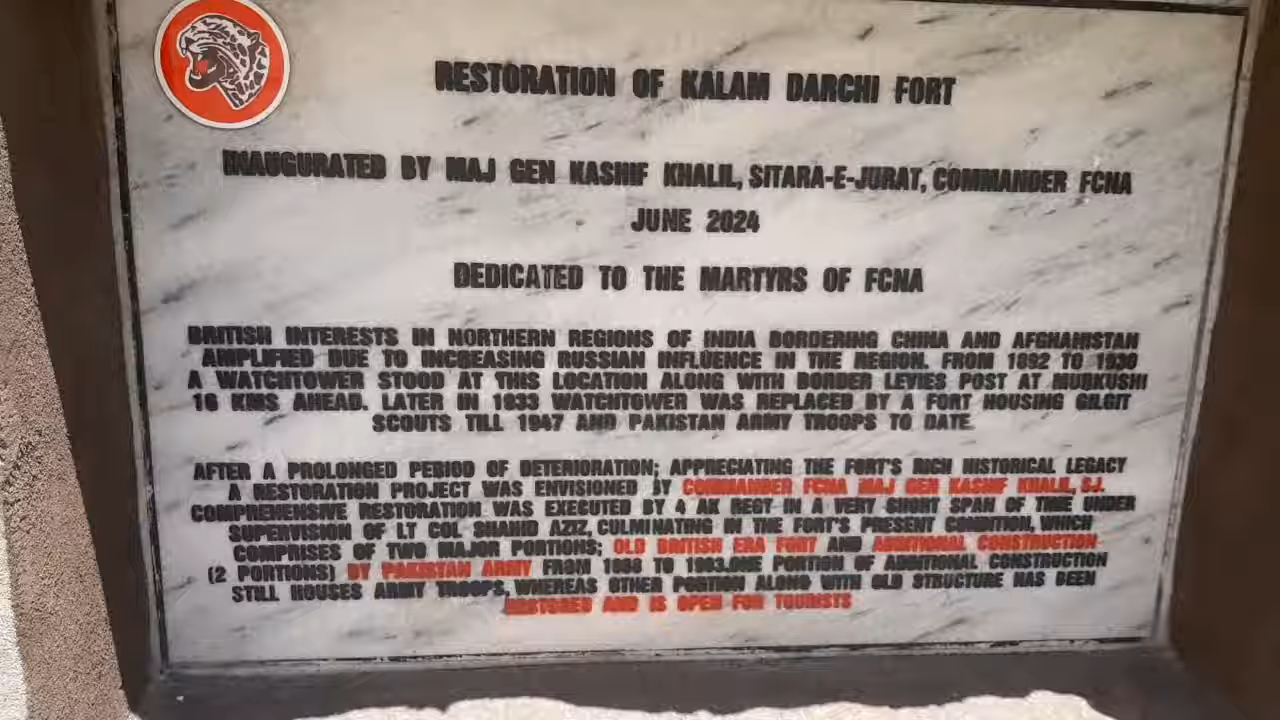 RESTORATION OF KALAM DARCHI FORT
INAUGURATED BY MAJ GEN KASHIF KHALIL, SITARA-E-JURAT, COMMANDER FCNA
JUNE 2024
DEDICATED TO THE MARTYRS OF FCNA
BRITISH INTERESTS IN NORTHERN REGIONS OF INDIA BORDERING CHINA AND AFGHANISTAN
AMPLIFIED DUE TO INCREASING RUSSIAN INFLUENCE IN THE REGION. FROM 1892 TO
A WATCHTOWER STOOD AT THIS LOCATION ALONG WITH BORDER LEVIES POST AT MURKUSHI
16 KMS AHEAD. LATER IN 1933 WATCHTOWER WAS REPLACED BY A FORT HOUSING GILGIT
SCOUTS TILL 1947 AND PAKISTAN ARMY TROOPS TO DATE.
AFTER A PROLONGED PERIOD OF DETERIORATION; APPRECIATING THE FORT'S RICH HISTORICAL LEGACY
A RESTORATION PROJECT WAS ENVISIONED BY COMMANDER FCNA MAJ GEN KASHIF KHALIL, SJ.
COMPREHENSIVE RESTORATION WAS EXECUTED BY 4 AK REGT IN A VERY SHORT SPAN OF TIME UNDER
SUPERVISION OF LT COL SHAHID AZIZ, CULMINATING IN THE FORT'S PRESENT CONDITION, WHICH
COMPRISES OF TWO MAJOR PORTIONS; OLD BRITISH ERA FORT AND ADDITIONAL CONSTRUCTION
(2 PORTIONS) BY PAKISTAN ARMY FROM TO ONE PORTION OF ADDITIONAL CONSTRUCTION
STILL HOUSES ARMY TROOPS, WHEREAS OTHER PORTION ALONG WITH OLD STRUCTURE HAS BEEN
RESTORED AND IS OPEN FOR TOURISTS